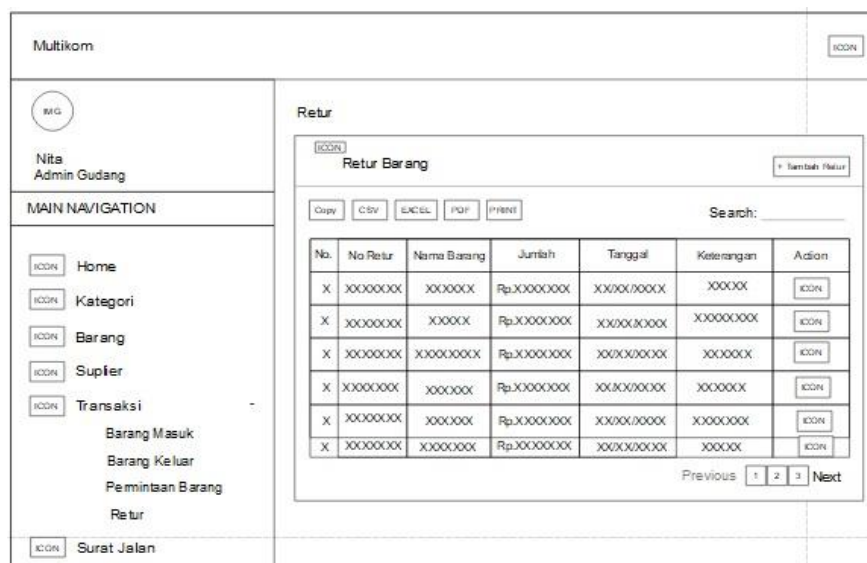 Multikom ICON
IMG
Nita
Admin Gudang
MAIN NAVIGATION
ICON Home
ICON Kategori
ICON Barang
ICON Suplier
ICON Transaksi -
Barang Masuk
Barang Keluar
Permintaan Barang
Retur
ICON Surat Jalan
Retur
ICON
Retur Barang + Tambah Retur
Copy CSV EXCEL PDF PRINT Search:
No. No Retur Nama Barang Jumlah Tanggal Keterangan Action
X XXXXXXX XXXXXX Rp.XXXXXXX XX/XX/XXXX XXXXX ICON
X XXXXXXX XXXXX Rp.XXXXXXX XX/XX/XXXX XXXXXXXX ICON
X XXXXXXX XXXXXXXX Rp.XXXXXXX XX/XX/XXXX XXXXXX ICON
X XXXXXXX XXXXXX Rp.XXXXXXX XX/XX/XXXX XXXXXX ICON
X XXXXXXX XXXXXX Rp.XXXXXXX XX/XX/XXXX XXXXXXX ICON
X XXXXXXX XXXXXXX Rp.XXXXXXX XX/XX/XXXX XXXXX ICON
Previous 1 2 3 Next